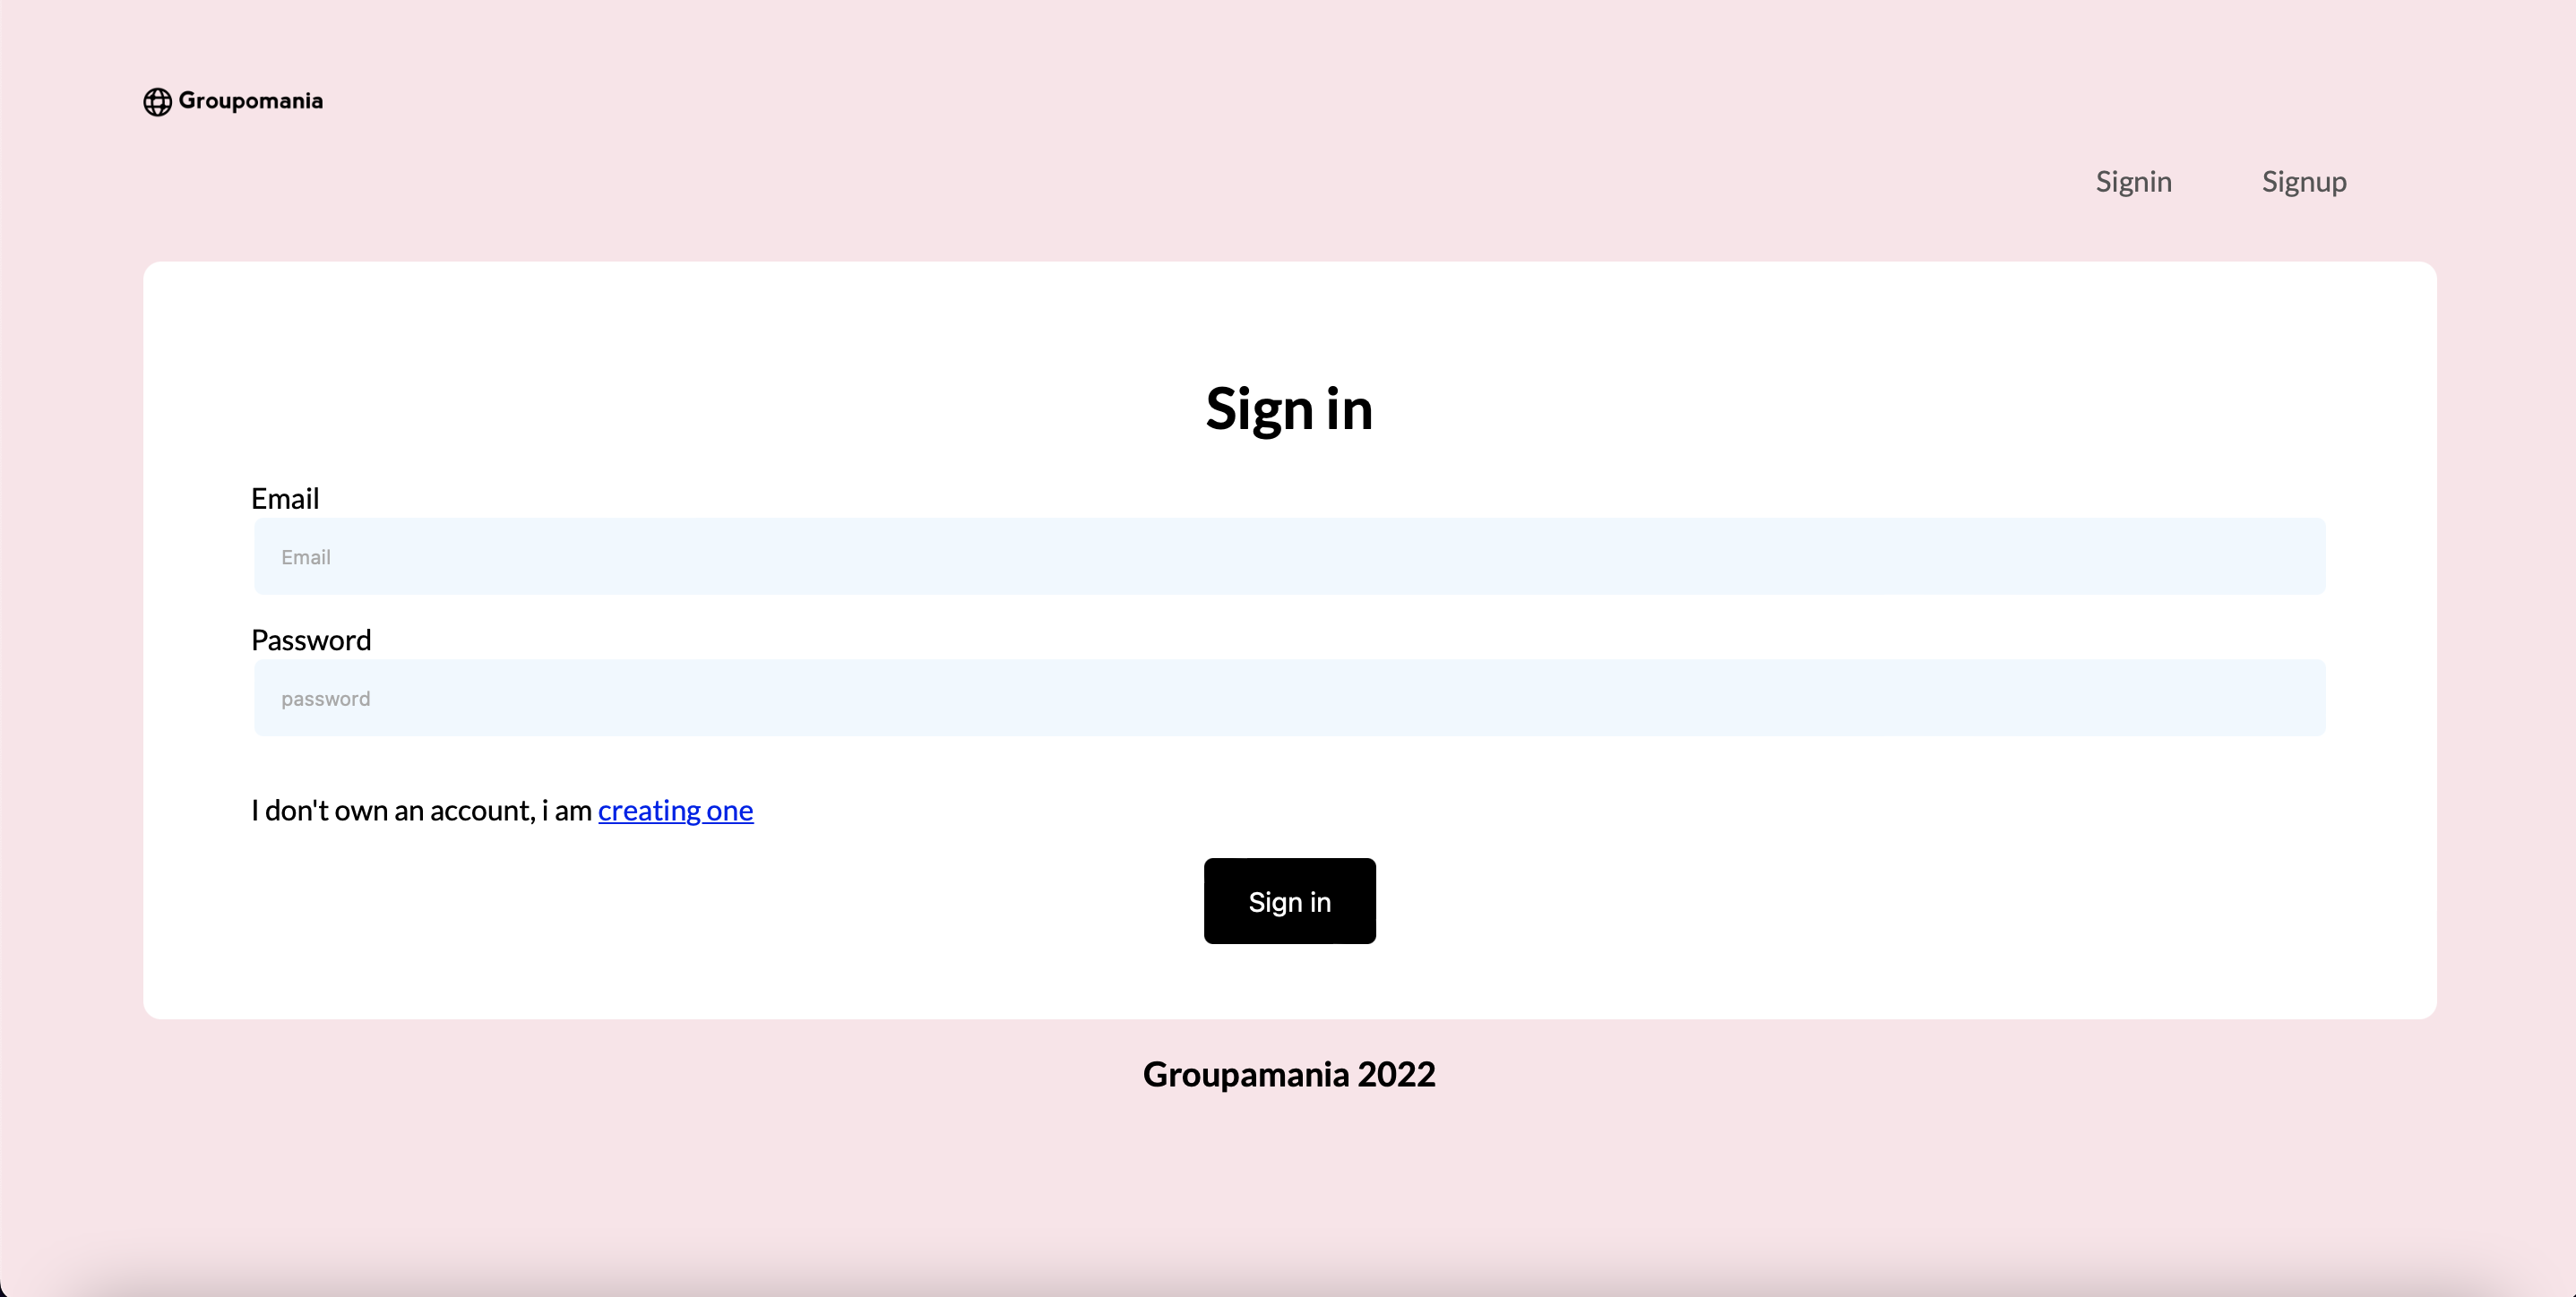 Groupomania
Signin Signup
Sign in
Email
Email
Password
password
I don't own an account, i am creating one
Sign in
Groupamania 2022